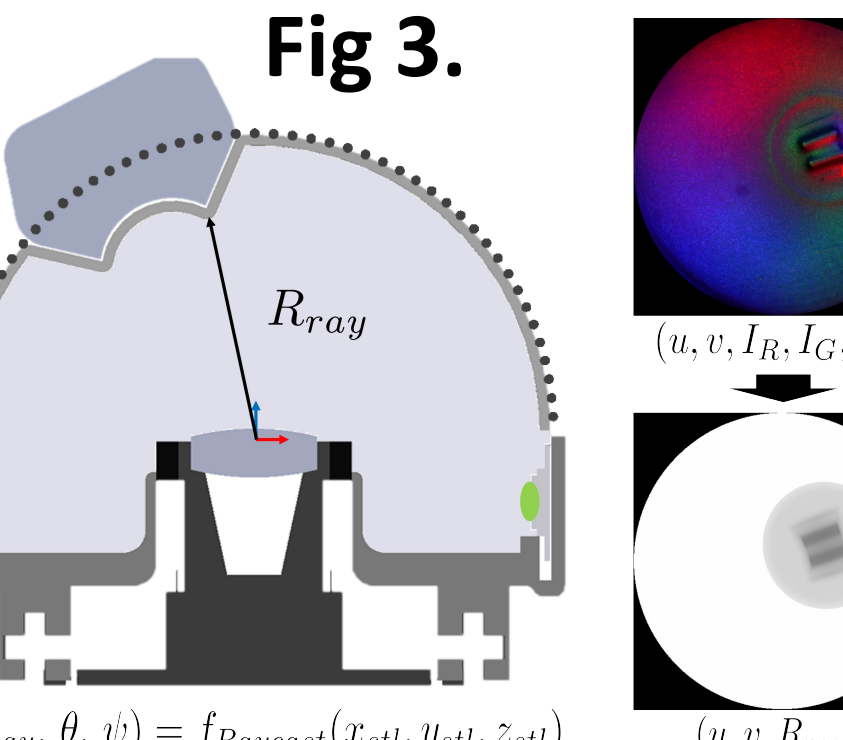 Fig 3.
R_{ray}
(u, v, I_R, I_G,
θ, ψ) = f_{Raycast}(x_{stl}, y_{stl}, z_{stl})
(u, v, R